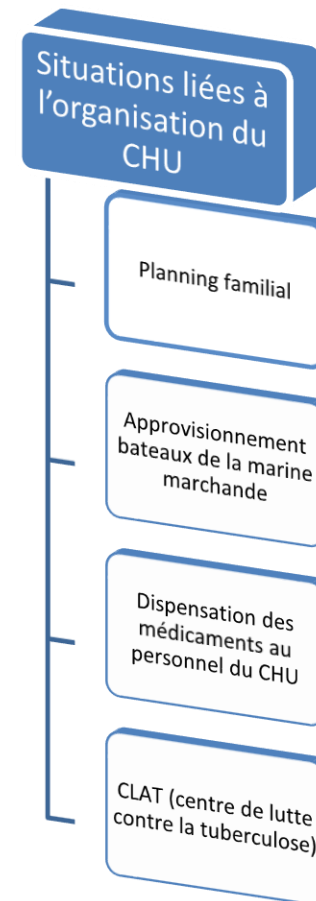 Situations liées à
l’organisation du
CHU
Planning familial
Approvisionnement
bateaux de la marine
marchande
Dispensation des
médicaments au
personnel du CHU
CLAT (centre de lutte
contre la tuberculose)